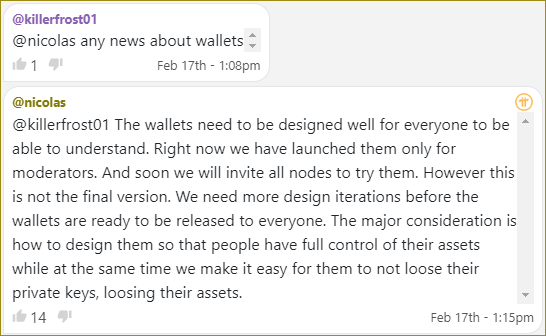 @killerfrost01
@nicolas any news about wallets
1
Feb 17th - 1:08pm
@nicolas
@killerfrost01 The wallets need to be designed well for everyone to be
able to understand. Right now we have launched them only for
moderators. And soon we will invite all nodes to try them. However this
is not the final version. We need more design iterations before the
wallets are ready to be released to everyone. The major consideration is
how to design them so that people have full control of their assets
while at the same time we make it easy for them to not loose their
private keys, loosing their assets.
14
Feb 17th - 1:15pm